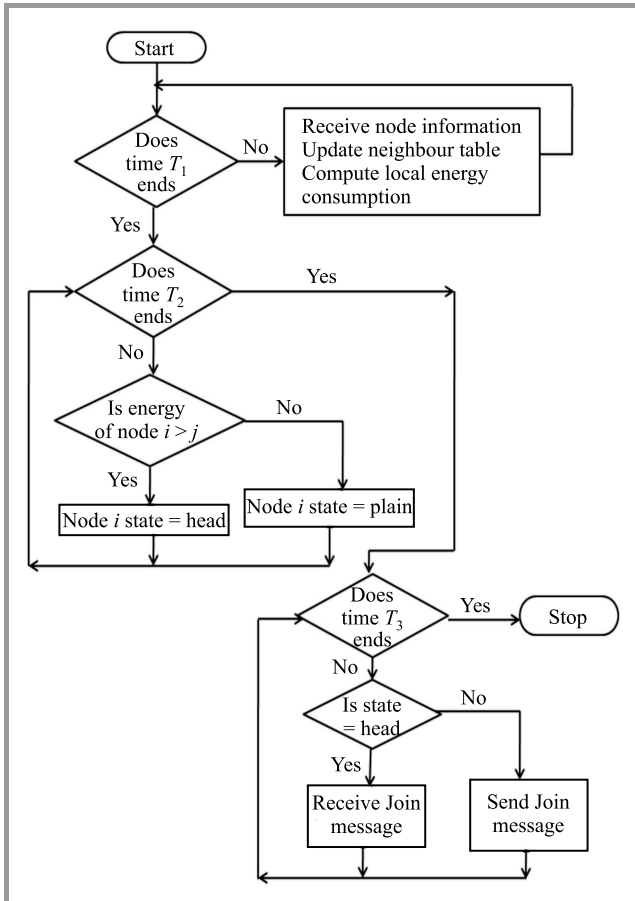 Start
Does
time T1
ends
No
Receive node information
Update neighbour table
Compute local energy
consumption
Yes
Does
time T2
ends
Yes
No
Is energy
of node i > j
No
Yes
Node i state = head
Node i state = plain
Does
time T3
ends
Yes
Stop
No
Is state
= head
No
Yes
Receive Join
message
Send Join
message